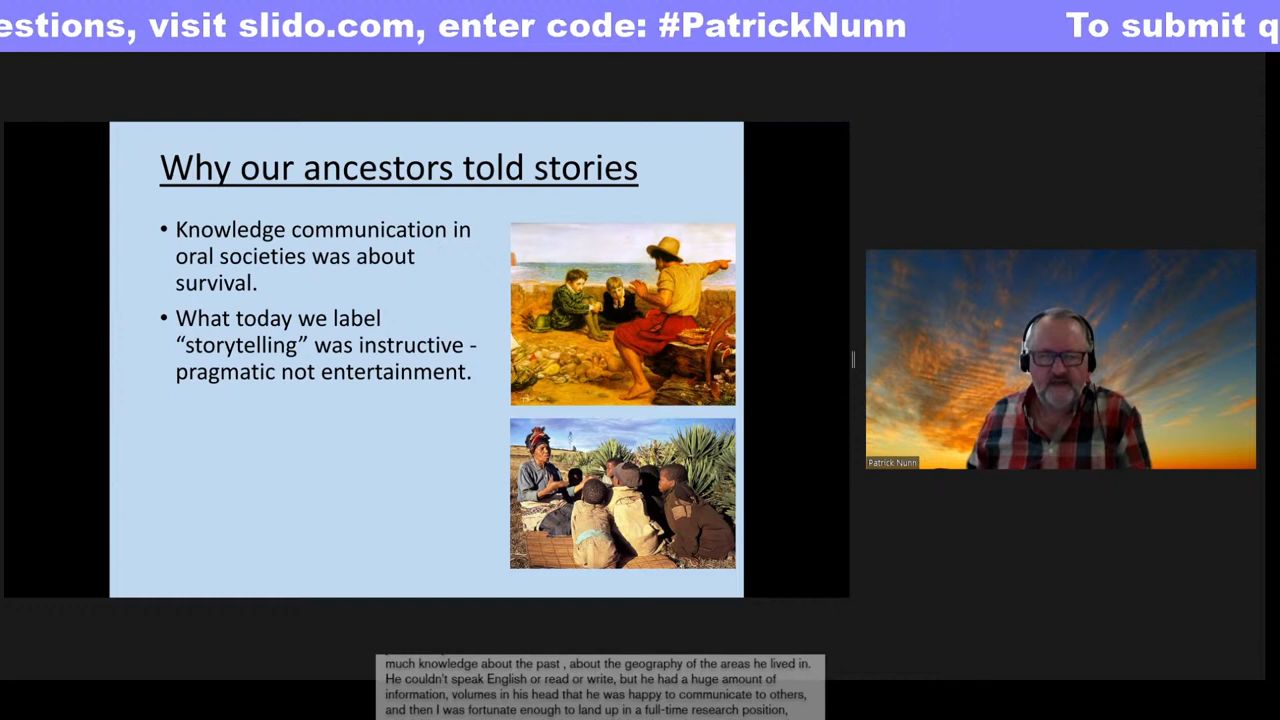 estions, visit slido.com, enter code: #PatrickNunn To submit q
Why our ancestors told stories
• Knowledge communication in
oral societies was about
survival.
• What today we label
“storytelling” was instructive -
pragmatic not entertainment.
Patrick Nunn
much knowledge about the past , about the geography of the areas he lived in.
He couldn't speak English or read or write, but he had a huge amount of
information, volumes in his head that he was happy to communicate to others,
and then I was fortunate enough to land up in a full-time research position,